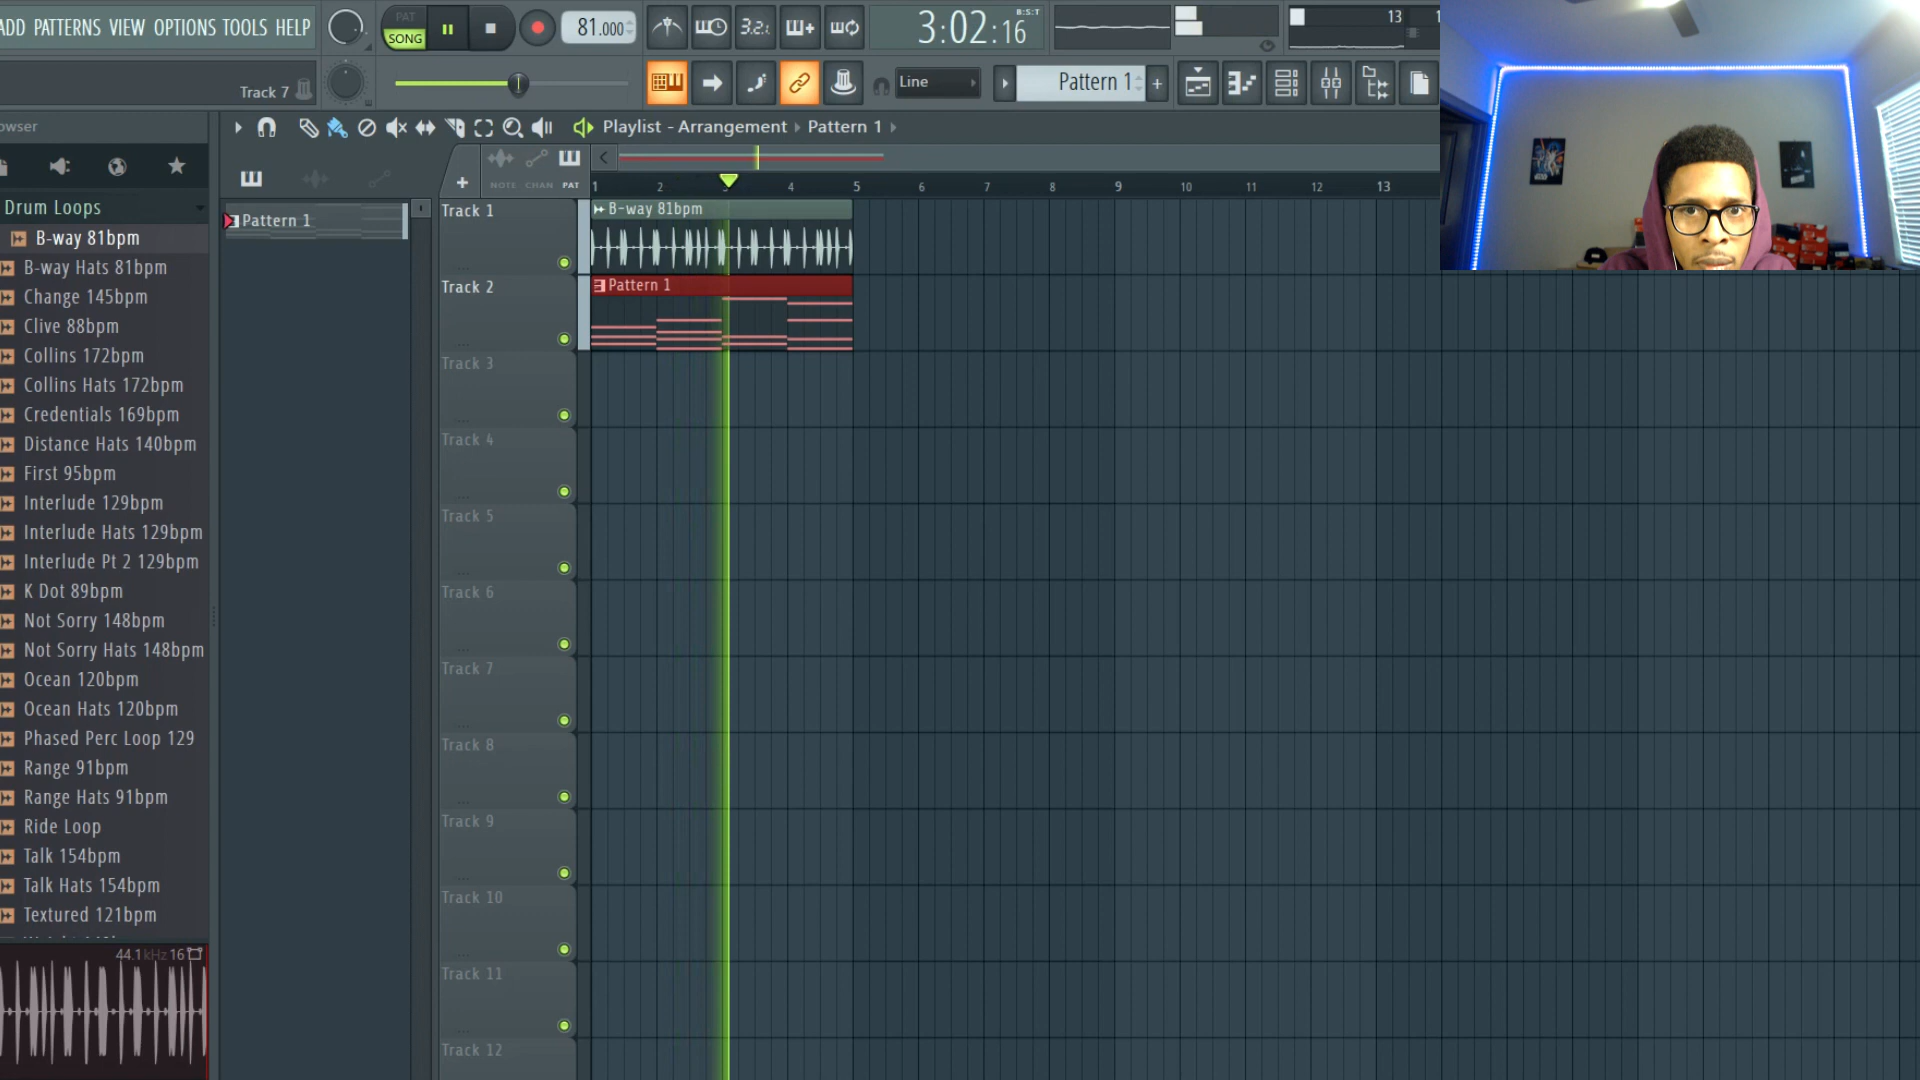 ADD PATTERNS VIEW OPTIONS TOOLS HELP
PAT
SONG
81.000
3.2.
3:02:16
B:S:T
13
Track 7
Line
Pattern 1
+
owser
Playlist - Arrangement Pattern 1
NOTE CHAN PAT
1 2 3 4 5 6 7 8 9 10 11 12 13
Drum Loops
B-way 81bpm
B-way Hats 81bpm
Change 145bpm
Clive 88bpm
Collins 172bpm
Collins Hats 172bpm
Credentials 169bpm
Distance Hats 140bpm
First 95bpm
Interlude 129bpm
Interlude Hats 129bpm
Interlude Pt 2 129bpm
K Dot 89bpm
Not Sorry 148bpm
Not Sorry Hats 148bpm
Ocean 120bpm
Ocean Hats 120bpm
Phased Perc Loop 129
Range 91bpm
Range Hats 91bpm
Ride Loop
Talk 154bpm
Talk Hats 154bpm
Textured 121bpm
44.1kHz 16
Pattern 1
Track 1
B-way 81bpm
Track 2
Pattern 1
Track 3
Track 4
Track 5
Track 6
Track 7
Track 8
Track 9
Track 10
Track 11
Track 12